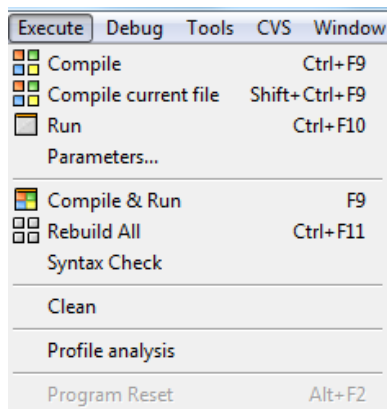 Execute Debug Tools CVS Window
Compile Ctrl+F9
Compile current file Shift+Ctrl+F9
Run Ctrl+F10
Parameters...
Compile & Run F9
Rebuild All Ctrl+F11
Syntax Check
Clean
Profile analysis
Program Reset Alt+F2